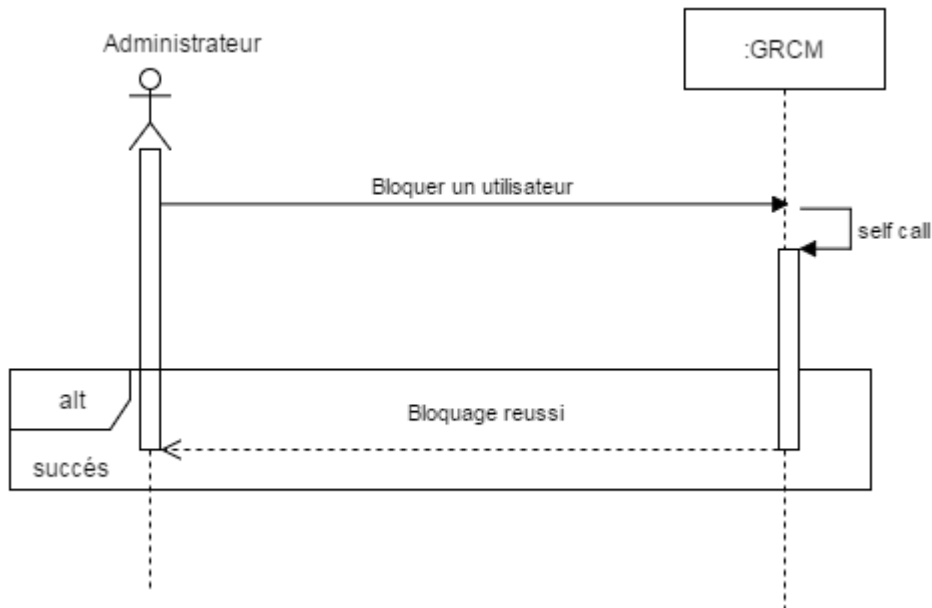 Administrateur
:GRCM
Bloquer un utilisateur
self call
alt
Bloquage reussi
succés